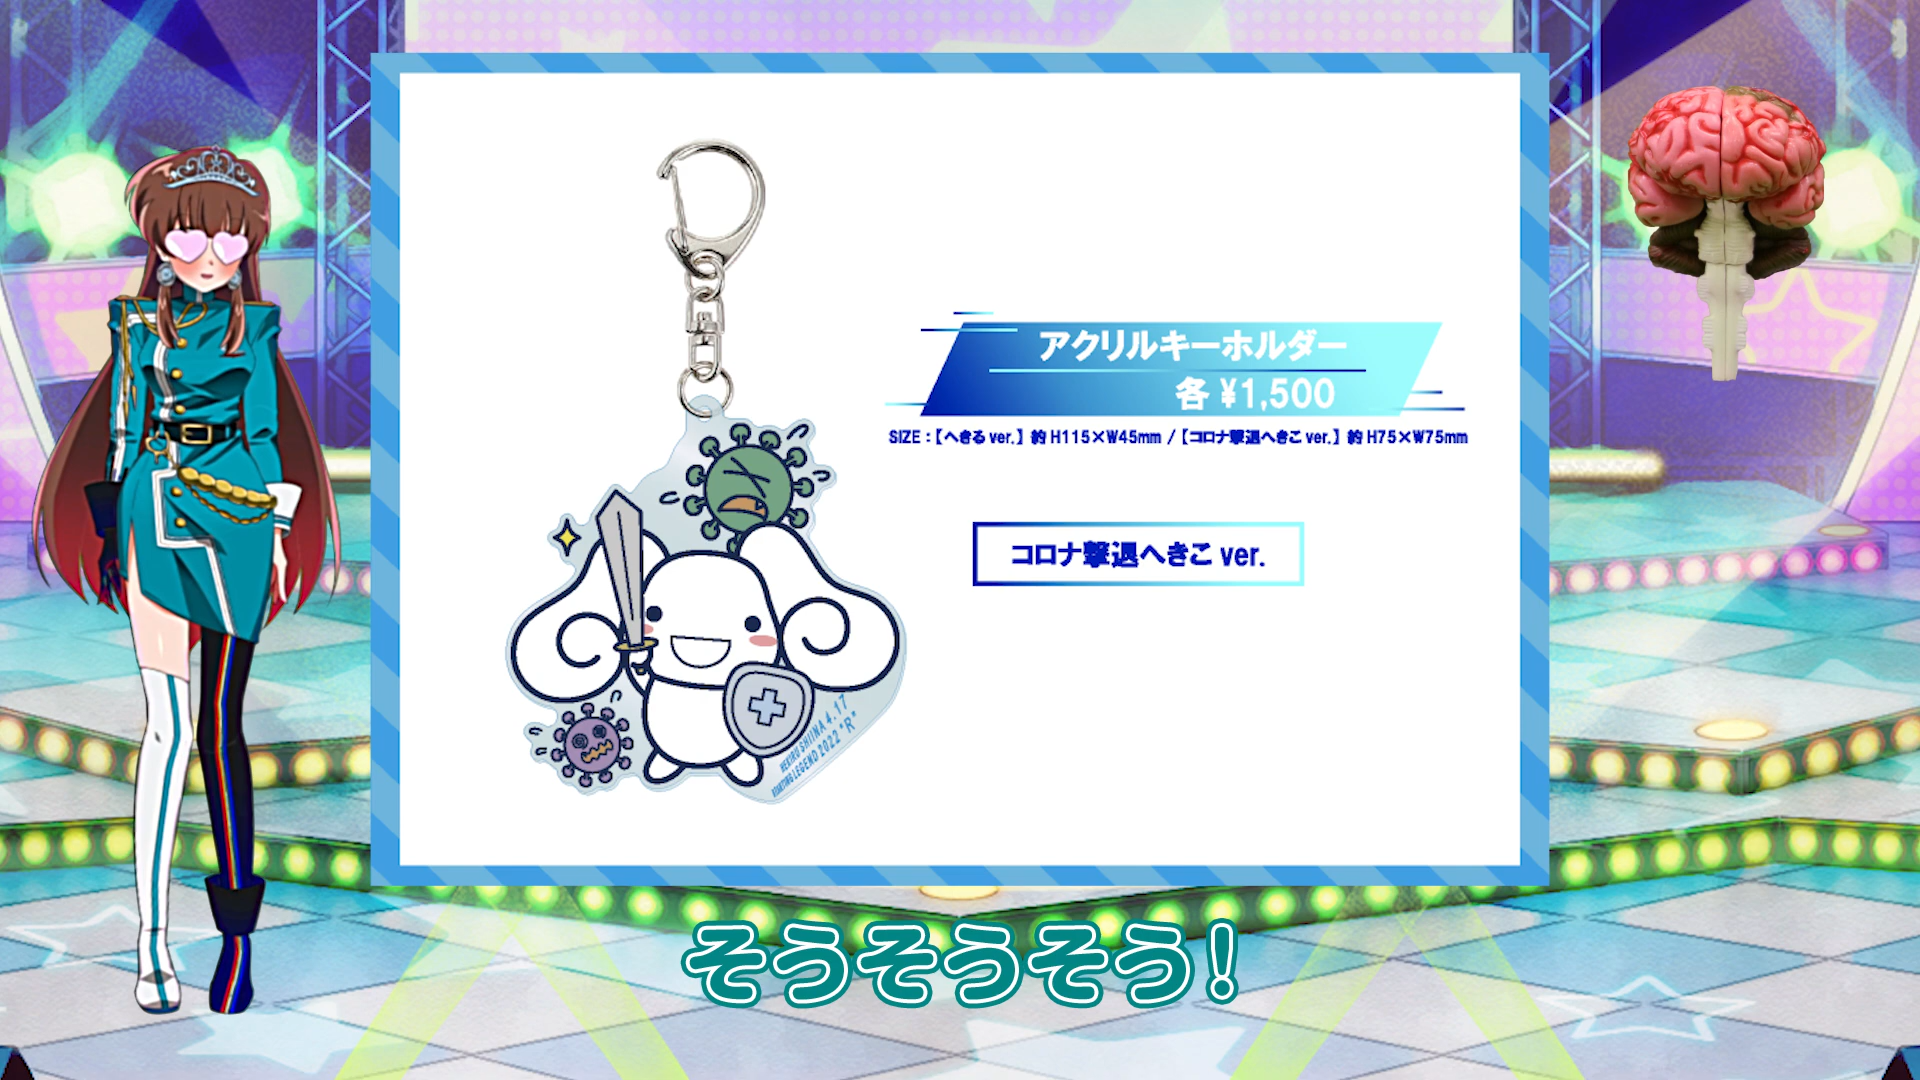 アクリルキーホルダー
各 ¥1,500
SIZE：【へきる ver.】 約 H115×W45mm /【コロナ撃退へきこ ver.】 約 H75×W75mm
コロナ撃退へきこ ver.
HEKIRU SHIINA 4.17
STARTING LEGEND 2022 "R"
そうそうそう！